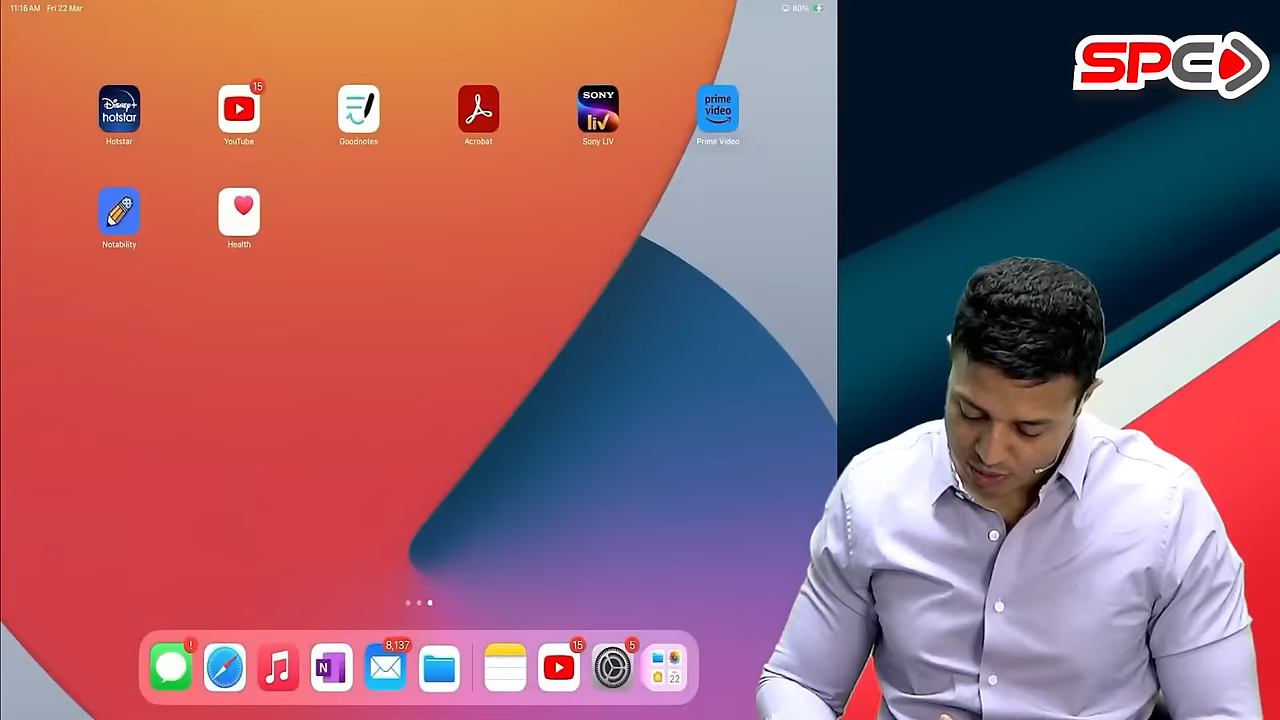 11:16 AM Fri 22 Mar
80%
SPED
Disney+
hotstar
15
SONY
liv
prime
video
Hotstar
YouTube
Goodnotes
Acrobat
Sony LIV
Prime Video
Notability
Health
!
N
8,137
15
5
22